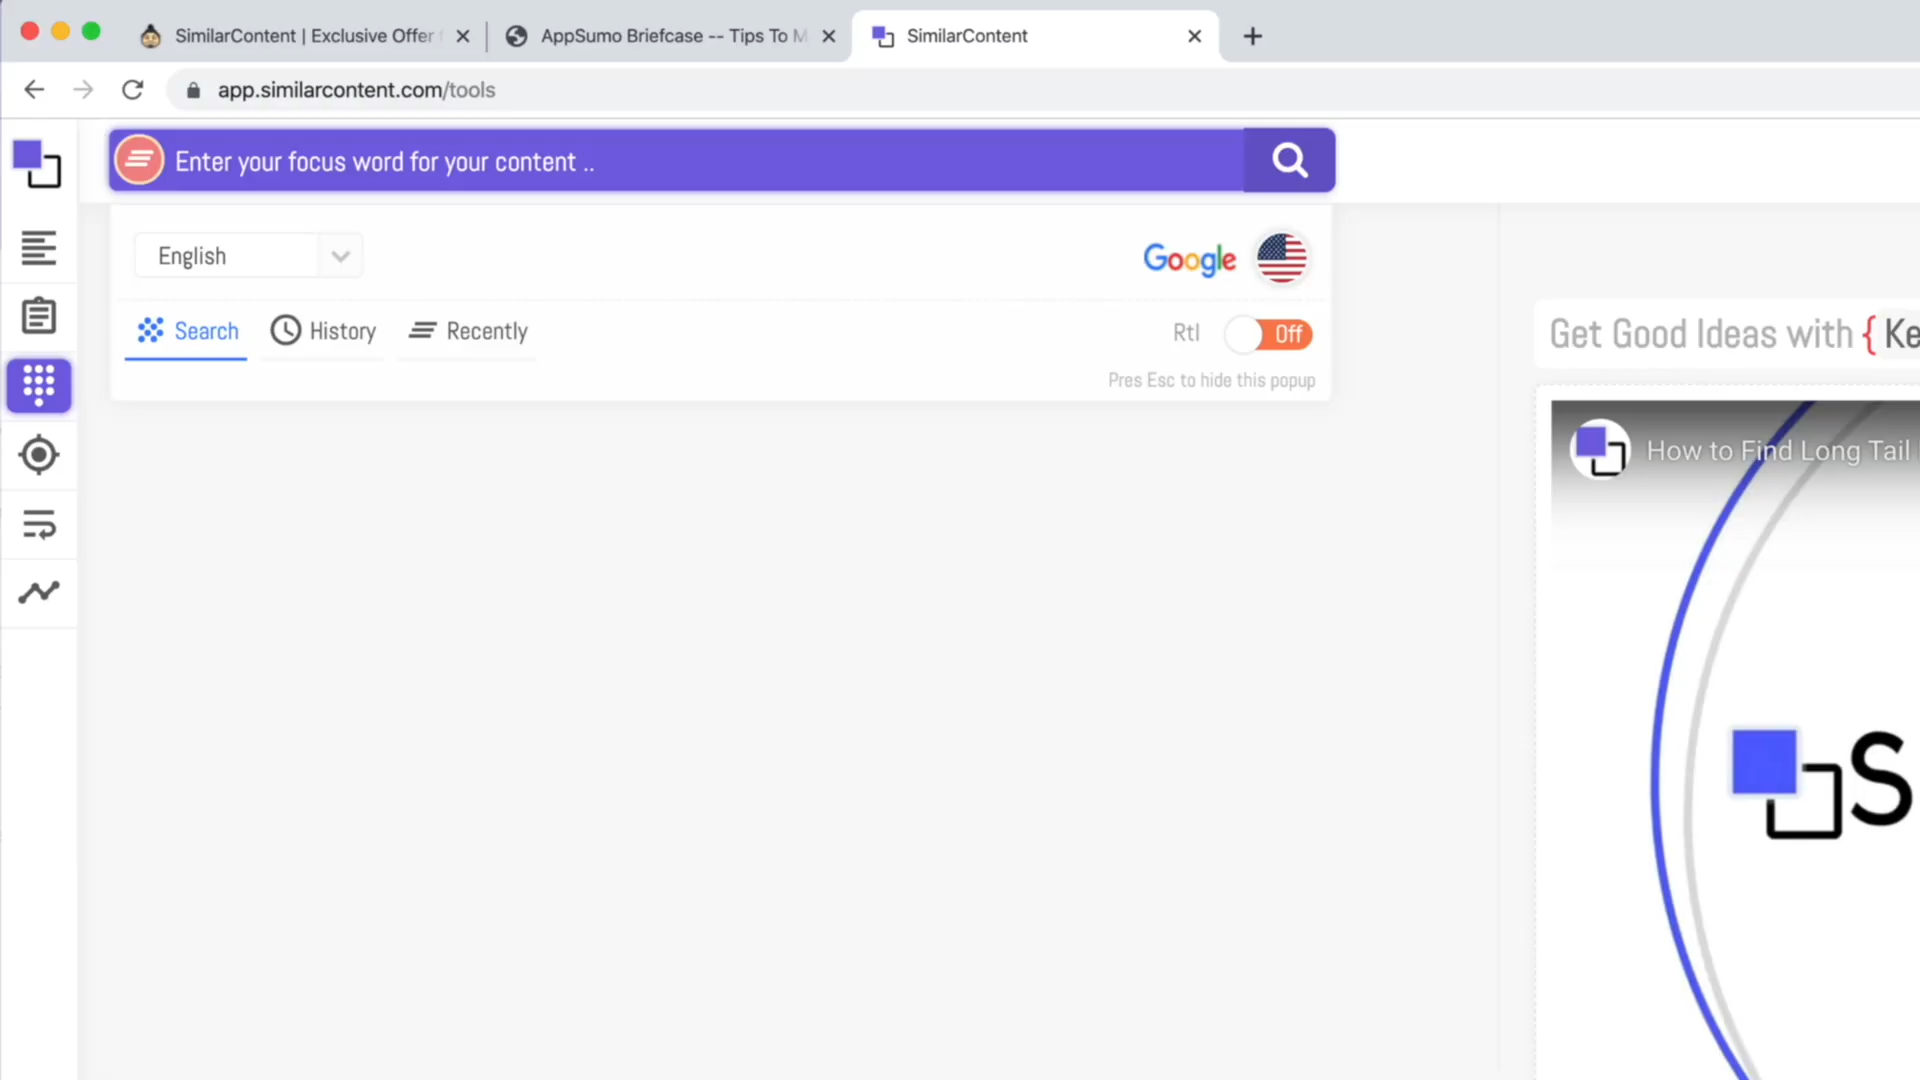 SimilarContent | Exclusive Offer
AppSumo Briefcase -- Tips To M
SimilarContent
app.similarcontent.com/tools
Enter your focus word for your content ..
English
Google
Search
History
Recently
Rtl
Off
Pres Esc to hide this popup
Get Good Ideas with { Ke
How to Find Long Tail
S